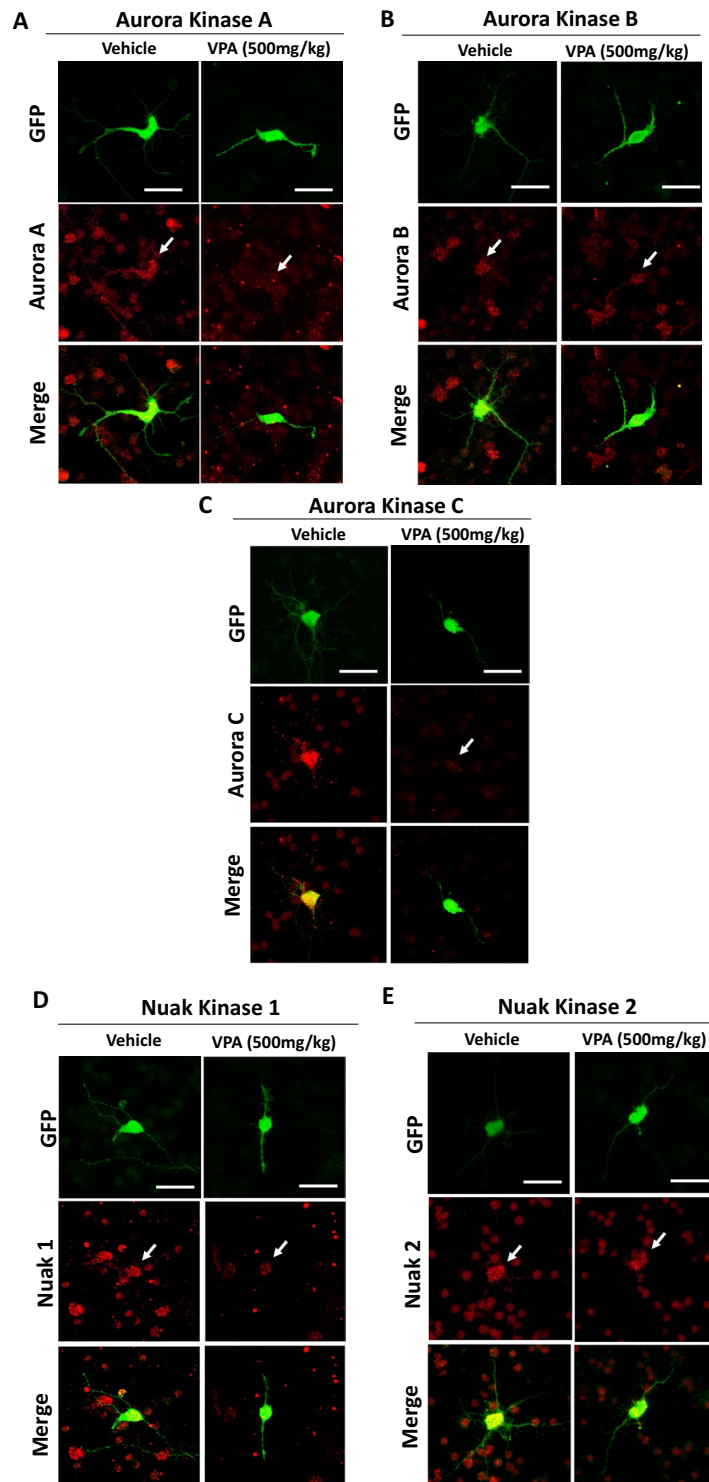 A
Aurora Kinase A
Vehicle VPA (500mg/kg)
GFP
Aurora A
Merge
B
Aurora Kinase B
Vehicle VPA (500mg/kg)
GFP
Aurora B
Merge
C
Aurora Kinase C
Vehicle VPA (500mg/kg)
GFP
Aurora C
Merge
D
Nuak Kinase 1
Vehicle VPA (500mg/kg)
GFP
Nuak 1
Merge
E
Nuak Kinase 2
Vehicle VPA (500mg/kg)
GFP
Nuak 2
Merge